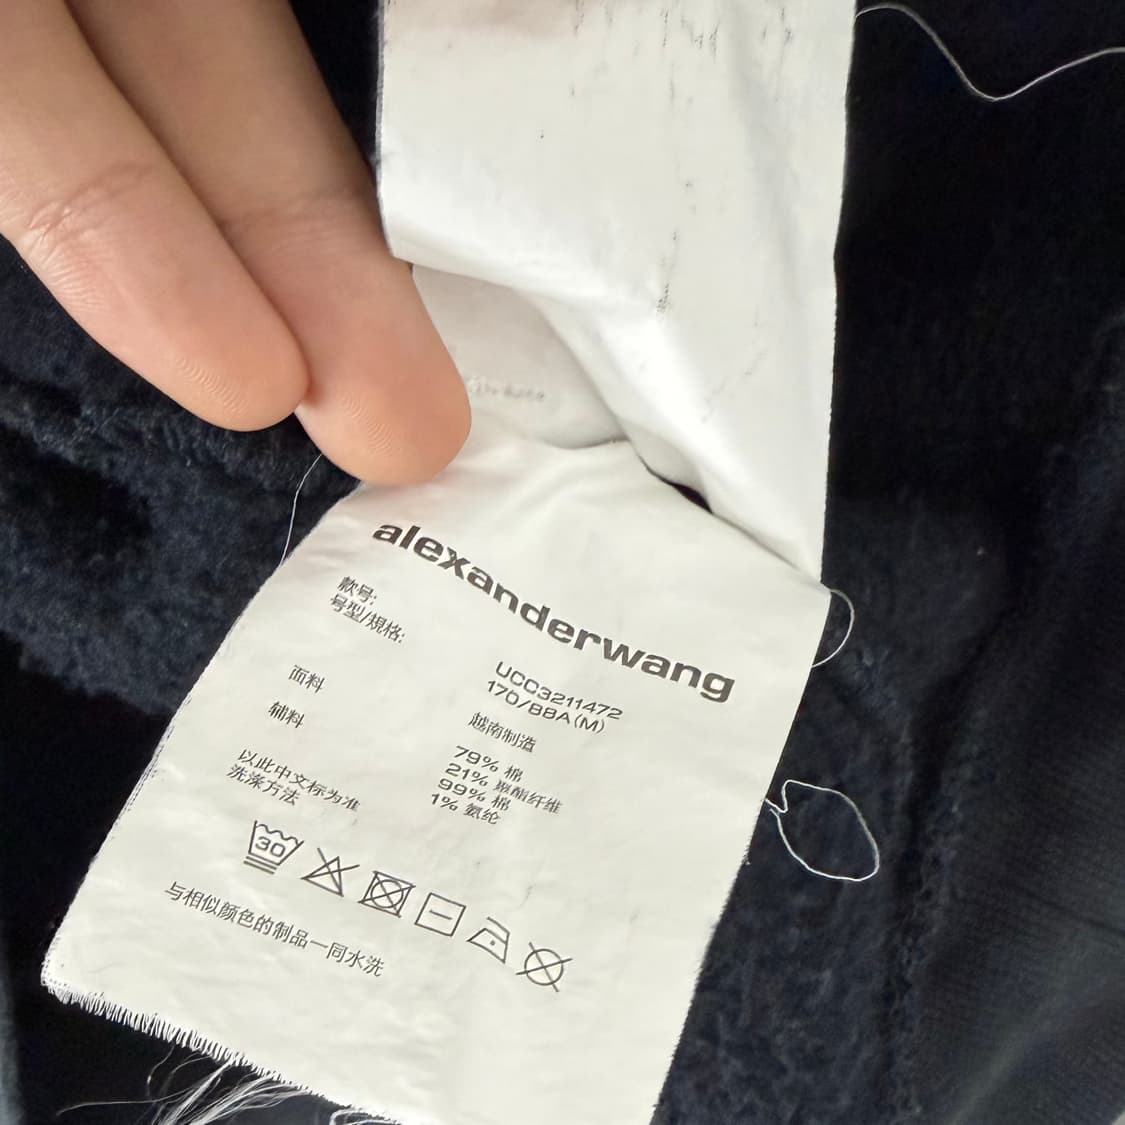 alexanderwang
款号:
号型/规格:
UCC3211472
170/88A(M)
越南制造
面料
79% 棉
21% 聚酯纤维
辅料
99% 棉
1% 氨纶
以此中文标为准
洗涤方法
30
与相似颜色的制品一同水洗